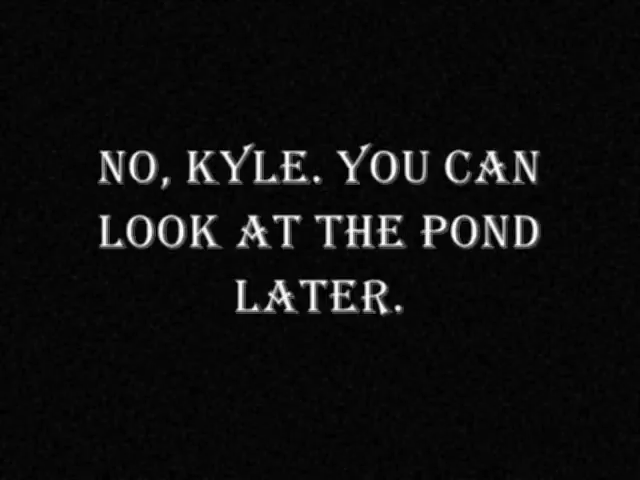 NO, KYLE. YOU CAN
LOOK AT THE POND
LATER.